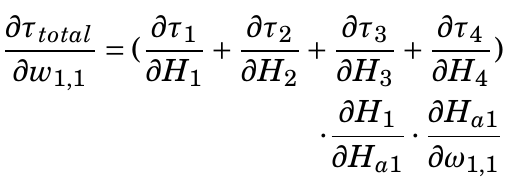 ∂τ_total/∂w_{1,1} = (∂τ_1/∂H_1 + ∂τ_2/∂H_2 + ∂τ_3/∂H_3 + ∂τ_4/∂H_4)
· ∂H_1/∂H_{a1} · ∂H_{a1}/∂ω_{1,1}